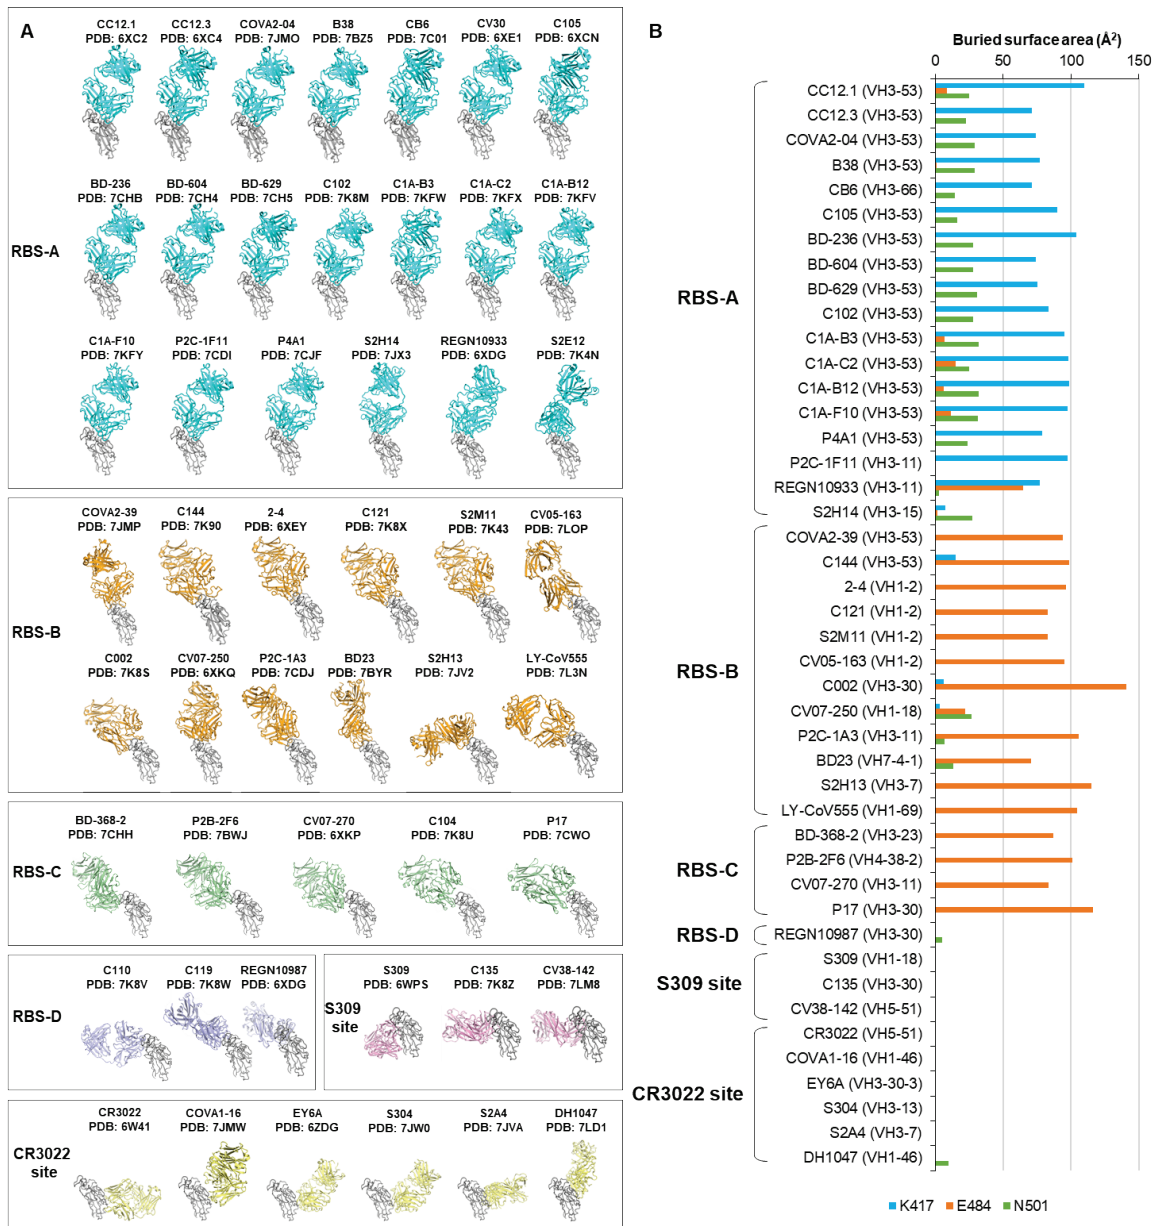 A
CC12.1 CC12.3 COVA2-04 B38 CB6 CV30 C105
PDB: 6XC2 PDB: 6XC4 PDB: 7JMO PDB: 7BZ5 PDB: 7C01 PDB: 6XE1 PDB: 6XCN
BD-236 BD-604 BD-629 C102 C1A-B3 C1A-C2 C1A-B12
PDB: 7CHB PDB: 7CH4 PDB: 7CH5 PDB: 7K8M PDB: 7KFW PDB: 7KFX PDB: 7KFV
RBS-A
C1A-F10 P2C-1F11 P4A1 S2H14 REGN10933 S2E12
PDB: 7KFY PDB: 7CDI PDB: 7CJF PDB: 7JX3 PDB: 6XDG PDB: 7K4N
COVA2-39 C144 2-4 C121 S2M11 CV05-163
PDB: 7JMP PDB: 7K90 PDB: 6XEY PDB: 7K8X PDB: 7K43 PDB: 7LOP
RBS-B
C002 CV07-250 P2C-1A3 BD23 S2H13 LY-CoV555
PDB: 7K8S PDB: 6XKQ PDB: 7CDJ PDB: 7BYR PDB: 7JV2 PDB: 7L3N
BD-368-2 P2B-2F6 CV07-270 C104 P17
PDB: 7CHH PDB: 7BWJ PDB: 6XKP PDB: 7K8U PDB: 7CWO
RBS-C
C110 C119 REGN10987
PDB: 7K8V PDB: 7K8W PDB: 6XDG
RBS-D
S309 C135 CV38-142
PDB: 6WPS PDB: 7K8Z PDB: 7LM8
S309
site
CR3022 COVA1-16 EY6A S304 S2A4 DH1047
PDB: 6W41 PDB: 7JMW PDB: 6ZDG PDB: 7JW0 PDB: 7JVA PDB: 7LD1
CR3022
site
B
Buried surface area (Å²)
0 50 100 150
CC12.1 (VH3-53)
CC12.3 (VH3-53)
COVA2-04 (VH3-53)
B38 (VH3-53)
CB6 (VH3-66)
C105 (VH3-53)
BD-236 (VH3-53)
BD-604 (VH3-53)
BD-629 (VH3-53)
C102 (VH3-53)
C1A-B3 (VH3-53)
C1A-C2 (VH3-53)
C1A-B12 (VH3-53)
C1A-F10 (VH3-53)
P4A1 (VH3-53)
P2C-1F11 (VH3-11)
REGN10933 (VH3-11)
S2H14 (VH3-15)
RBS-A
COVA2-39 (VH3-53)
C144 (VH3-53)
2-4 (VH1-2)
C121 (VH1-2)
S2M11 (VH1-2)
CV05-163 (VH1-2)
C002 (VH3-30)
CV07-250 (VH1-18)
P2C-1A3 (VH3-11)
BD23 (VH7-4-1)
S2H13 (VH3-7)
LY-CoV555 (VH1-69)
RBS-B
BD-368-2 (VH3-23)
P2B-2F6 (VH4-38-2)
CV07-270 (VH3-11)
P17 (VH3-30)
RBS-C
REGN10987 (VH3-30)
RBS-D
S309 (VH1-18)
C135 (VH3-30)
CV38-142 (VH5-51)
S309 site
CR3022 (VH5-51)
COVA1-16 (VH1-46)
EY6A (VH3-30-3)
S304 (VH3-13)
S2A4 (VH3-7)
DH1047 (VH1-46)
CR3022 site
K417 E484 N501